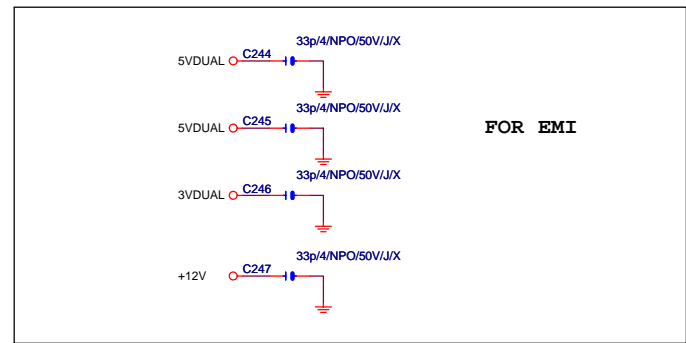 33p/4/NPO/50V/J/X
5VDUAL C244
33p/4/NPO/50V/J/X
5VDUAL C245
FOR EMI
33p/4/NPO/50V/J/X
3VDUAL C246
33p/4/NPO/50V/J/X
+12V C247